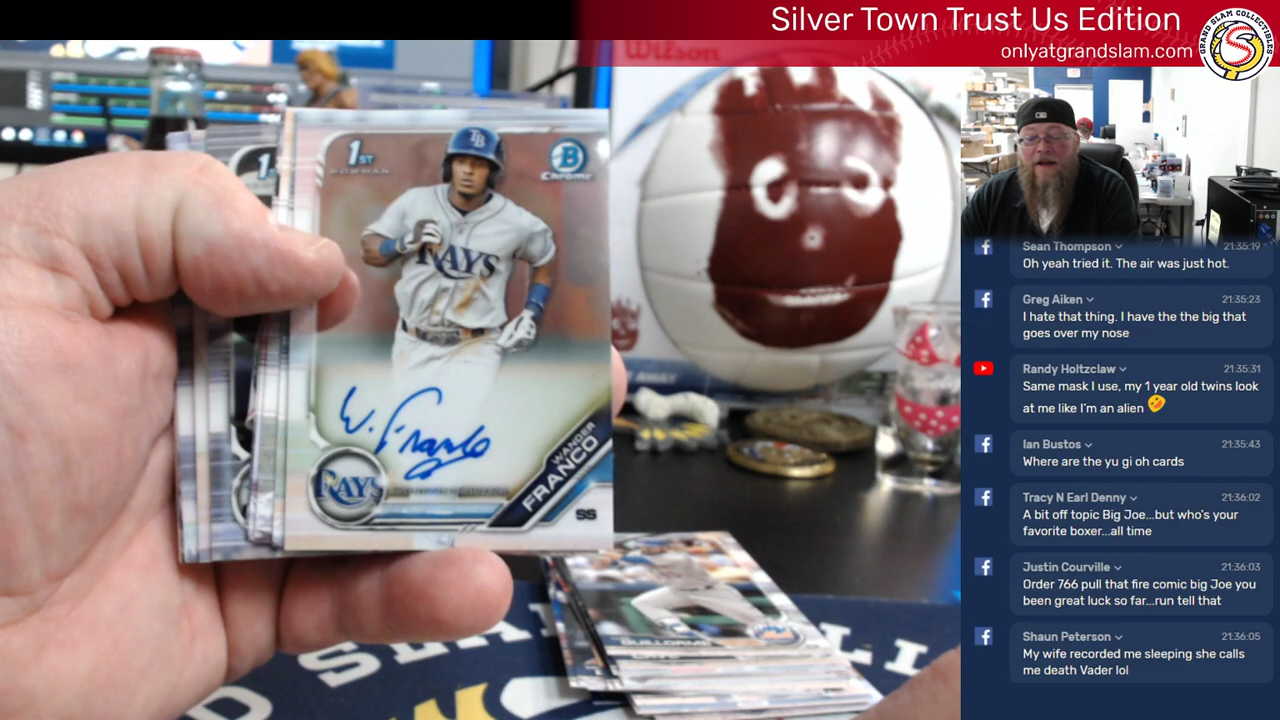 Silver Town Trust Us Edition
onlyatgrandslam.com
GRAND SLAM COLLECTIBLES
Wilson
1ST
BOWMAN
B
Chrome
TB
RAYS
W. Franco
RAYS
WANDER
FRANCO
SS
AWAY
Sean Thompson
21:35:19
Oh yeah tried it. The air was just hot.
Greg Aiken
21:35:23
I hate that thing. I have the the big that
goes over my nose
Randy Holtzclaw
21:35:31
Same mask I use, my 1 year old twins look
at me like I'm an alien 🤣
Ian Bustos
21:35:43
Where are the yu gi oh cards
Tracy N Earl Denny
21:36:02
A bit off topic Big Joe...but who's your
favorite boxer...all time
Justin Courville
21:36:03
Order 766 pull that fire comic big Joe you
been great luck so far...run tell that
Shaun Peterson
21:36:05
My wife recorded me sleeping she calls
me death Vader lol